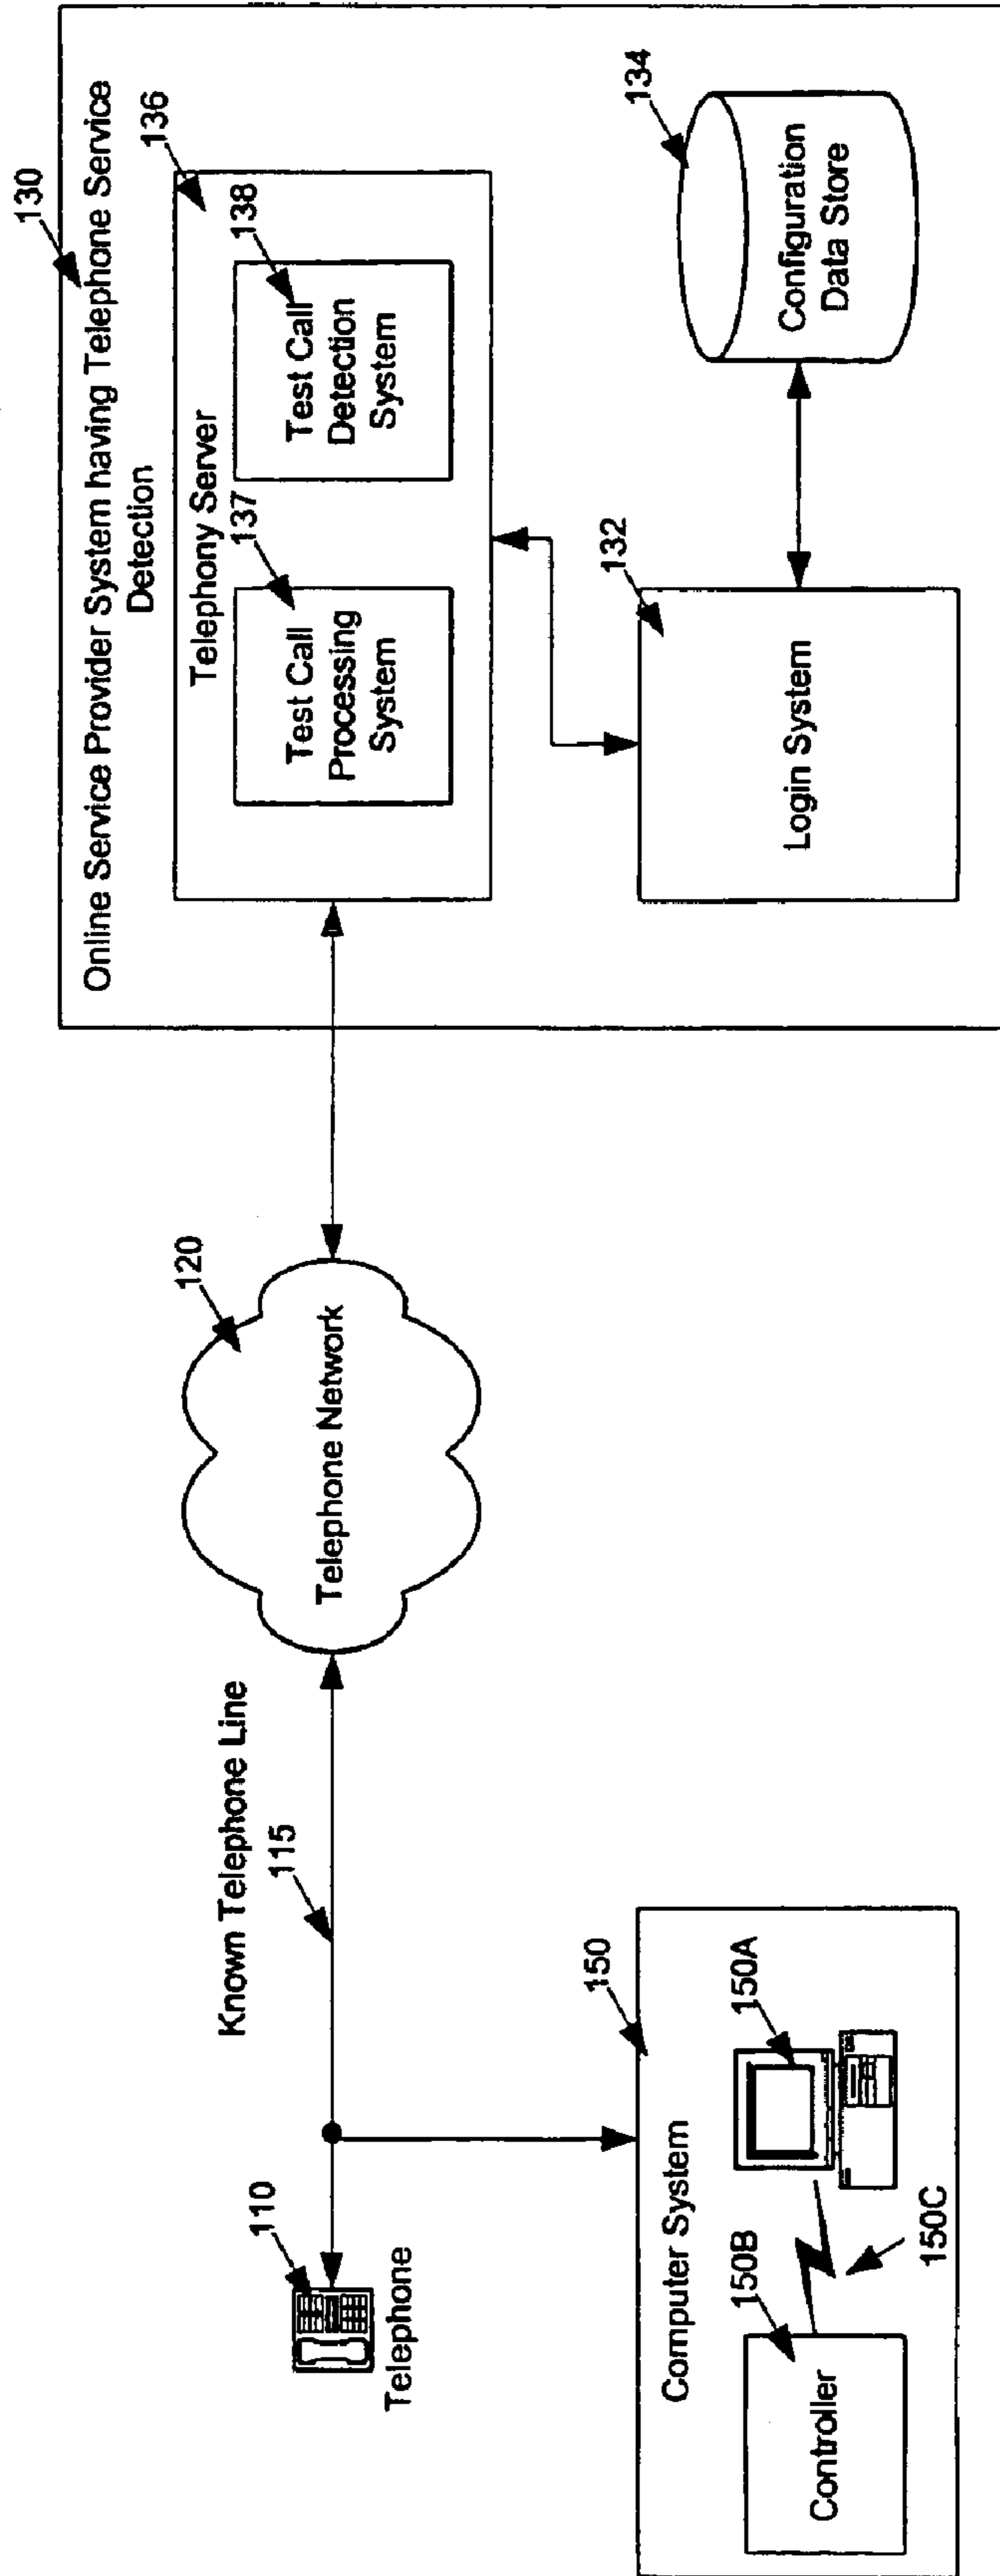 130
Online Service Provider System having Telephone Service
Detection
136
Telephony Server
137
Test Call
Processing
System
138
Test Call
Detection
System
132
Login System
134
Configuration
Data Store
120
Telephone Network
Known Telephone Line
115
110
Telephone
150
Computer System
150A
150B
Controller
150C